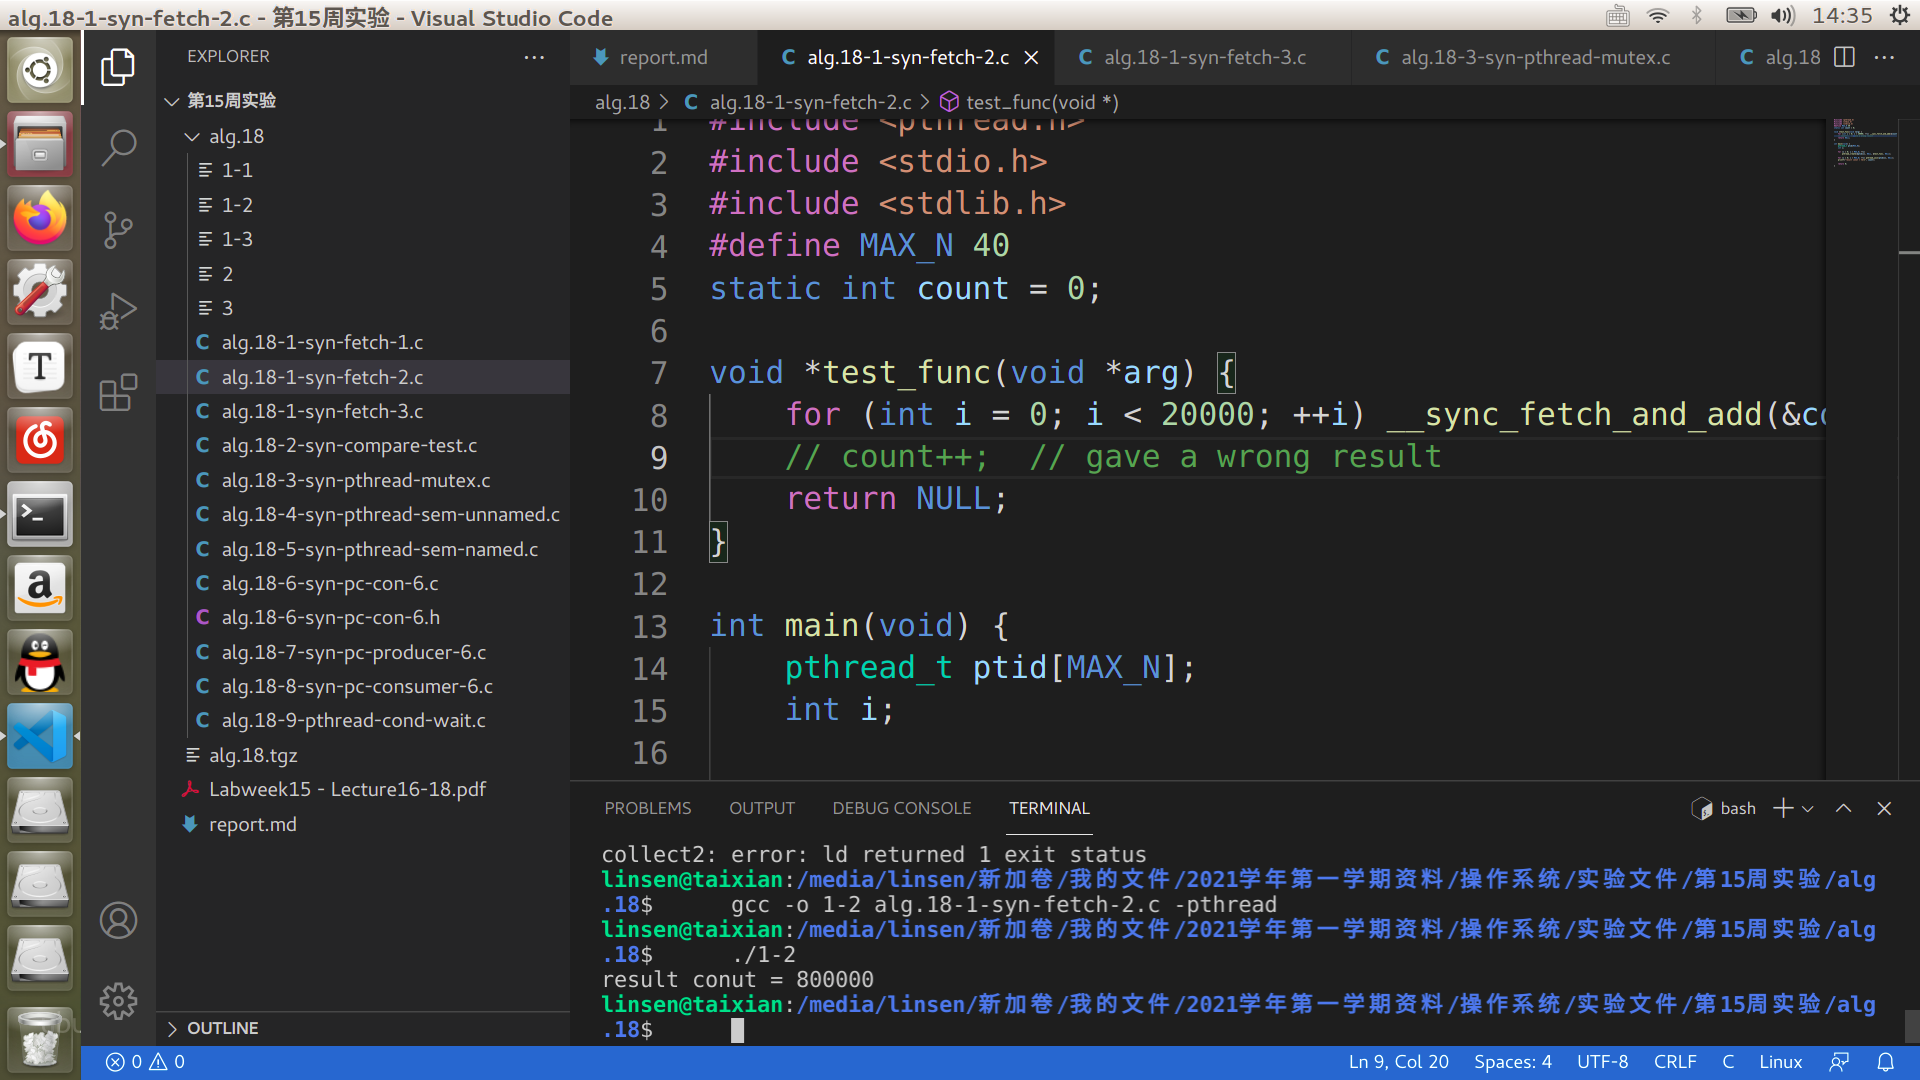 alg.18-1-syn-fetch-2.c - 第15周实验 - Visual Studio Code
14:35
EXPLORER
第15周实验
alg.18
1-1
1-2
1-3
2
3
alg.18-1-syn-fetch-1.c
alg.18-1-syn-fetch-2.c
alg.18-1-syn-fetch-3.c
alg.18-2-syn-compare-test.c
alg.18-3-syn-pthread-mutex.c
alg.18-4-syn-pthread-sem-unnamed.c
alg.18-5-syn-pthread-sem-named.c
alg.18-6-syn-pc-con-6.c
alg.18-6-syn-pc-con-6.h
alg.18-7-syn-pc-producer-6.c
alg.18-8-syn-pc-consumer-6.c
alg.18-9-pthread-cond-wait.c
alg.18.tgz
Labweek15 - Lecture16-18.pdf
report.md
OUTLINE
report.md
C alg.18-1-syn-fetch-2.c
C alg.18-1-syn-fetch-3.c
C alg.18-3-syn-pthread-mutex.c
C alg.18
alg.18 > C alg.18-1-syn-fetch-2.c > test_func(void *)
1 #include <pthread.h>
2 #include <stdio.h>
3 #include <stdlib.h>
4 #define MAX_N 40
5 static int count = 0;
6
7 void *test_func(void *arg) {
8 for (int i = 0; i < 20000; ++i) __sync_fetch_and_add(&co
9 // count++;  // gave a wrong result
10 return NULL;
11 }
12
13 int main(void) {
14 pthread_t ptid[MAX_N];
15 int i;
16
PROBLEMS OUTPUT DEBUG CONSOLE TERMINAL
bash
collect2: error: ld returned 1 exit status
linsen@taixian:/media/linsen/新加卷/我的文件/2021学年第一学期资料/操作系统/实验文件/第15周实验/alg
.18$ gcc -o 1-2 alg.18-1-syn-fetch-2.c -pthread
linsen@taixian:/media/linsen/新加卷/我的文件/2021学年第一学期资料/操作系统/实验文件/第15周实验/alg
.18$ ./1-2
result conut = 800000
linsen@taixian:/media/linsen/新加卷/我的文件/2021学年第一学期资料/操作系统/实验文件/第15周实验/alg
.18$
0 0
Ln 9, Col 20 Spaces: 4 UTF-8 CRLF C Linux